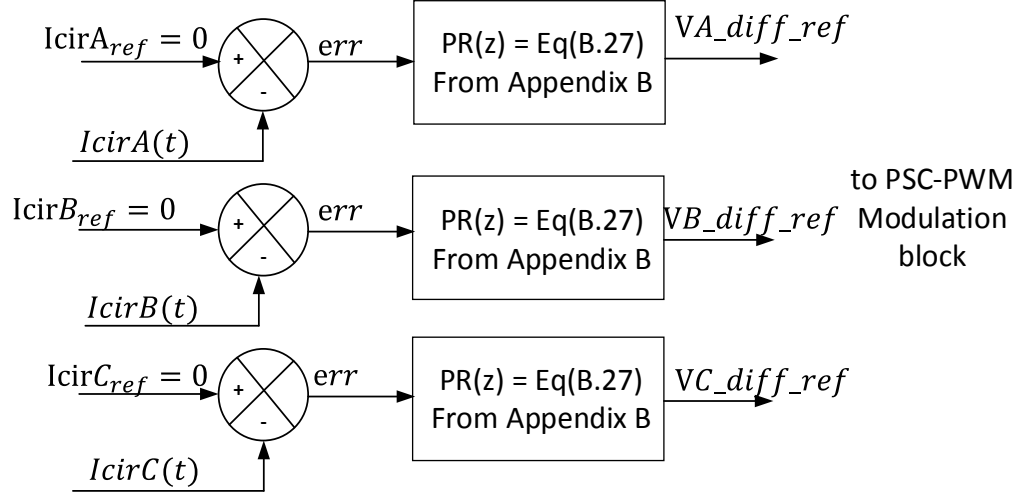 IcirA_ref = 0
+
-
err
PR(z) = Eq(B.27)
From Appendix B
VA_diff_ref
IcirA(t)
IcirB_ref = 0
+
-
err
PR(z) = Eq(B.27)
From Appendix B
VB_diff_ref
IcirB(t)
to PSC-PWM
Modulation
block
IcirC_ref = 0
+
-
err
PR(z) = Eq(B.27)
From Appendix B
VC_diff_ref
IcirC(t)